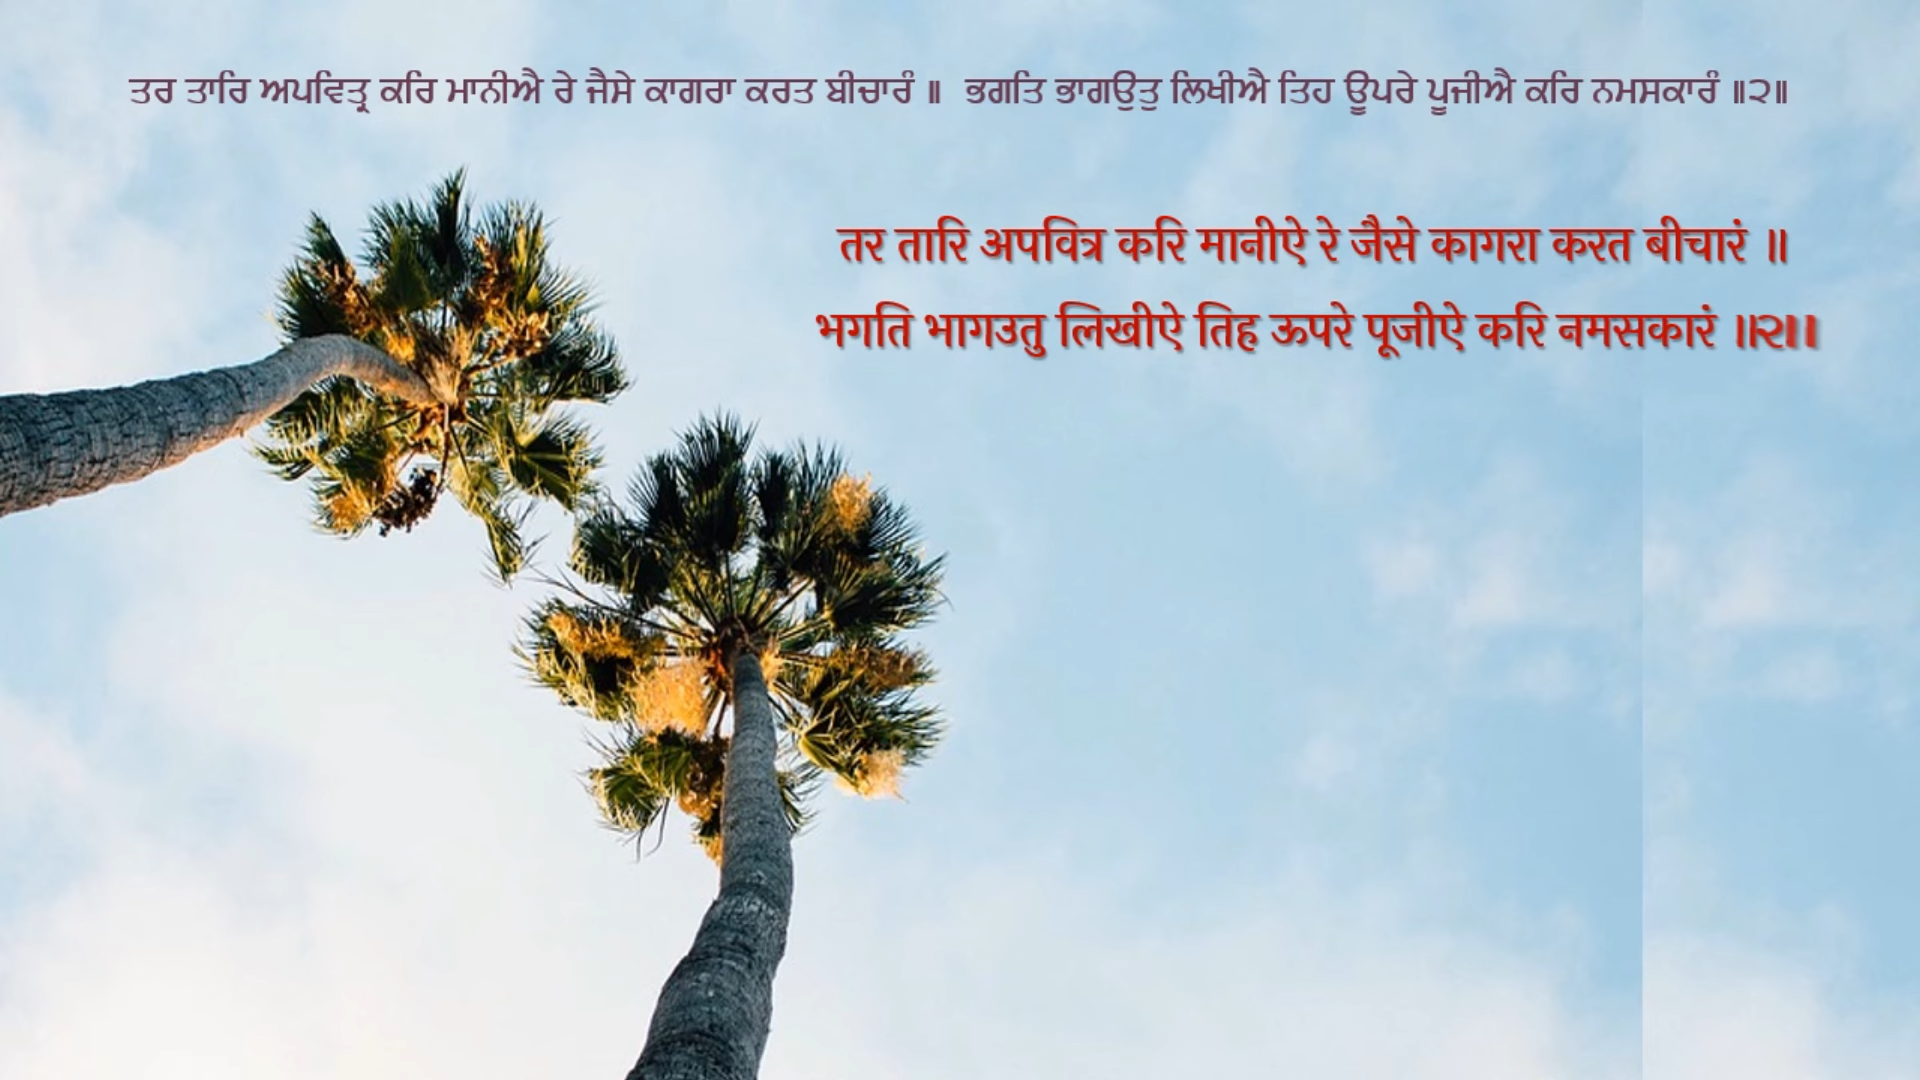 ਤਰ ਤਾਰਿ ਅਪਵਿਤ੍ਰ ਕਰਿ ਮਾਨੀਐ ਰੇ ਜੈਸੇ ਕਾਗਰਾ ਕਰਤ ਬੀਚਾਰੰ ॥ ਭਗਤਿ ਭਾਗਉਤੁ ਲਿਖੀਐ ਤਿਹ ਊਪਰੇ ਪੂਜੀਐ ਕਰਿ ਨਮਸਕਾਰੰ ॥੨॥
तर तारि अपवित्र करि मानीऐ रे जैसे कागरा करत बीचारं ॥
भगति भागउतु लिखीऐ तिह ऊपरे पूजीऐ करि नमसकारं ॥२॥